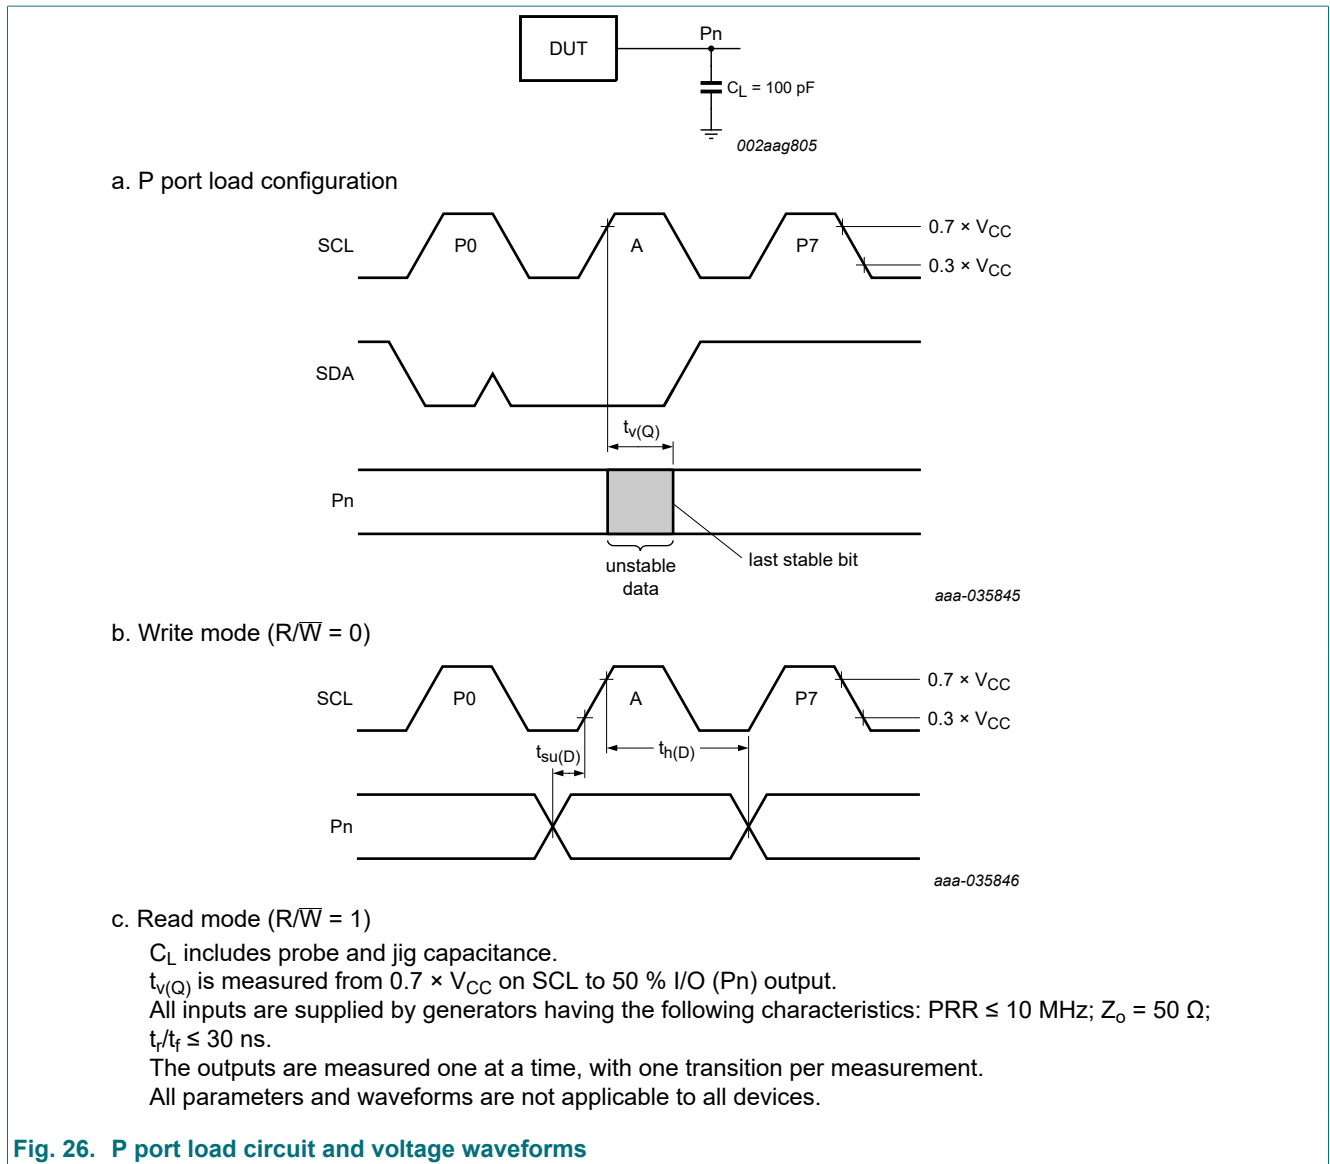 DUT
Pn
CL = 100 pF
002aag805
a. P port load configuration
SCL
P0
A
P7
0.7 × VCC
0.3 × VCC
SDA
tv(Q)
Pn
unstable
data
last stable bit
aaa-035845
b. Write mode (R/W̅ = 0)
SCL
P0
A
P7
0.7 × VCC
0.3 × VCC
tsu(D)
th(D)
Pn
aaa-035846
c. Read mode (R/W̅ = 1)
CL includes probe and jig capacitance.
tv(Q) is measured from 0.7 × VCC on SCL to 50 % I/O (Pn) output.
All inputs are supplied by generators having the following characteristics: PRR ≤ 10 MHz; Zo = 50 Ω;
tr/tf ≤ 30 ns.
The outputs are measured one at a time, with one transition per measurement.
All parameters and waveforms are not applicable to all devices.
Fig. 26. P port load circuit and voltage waveforms